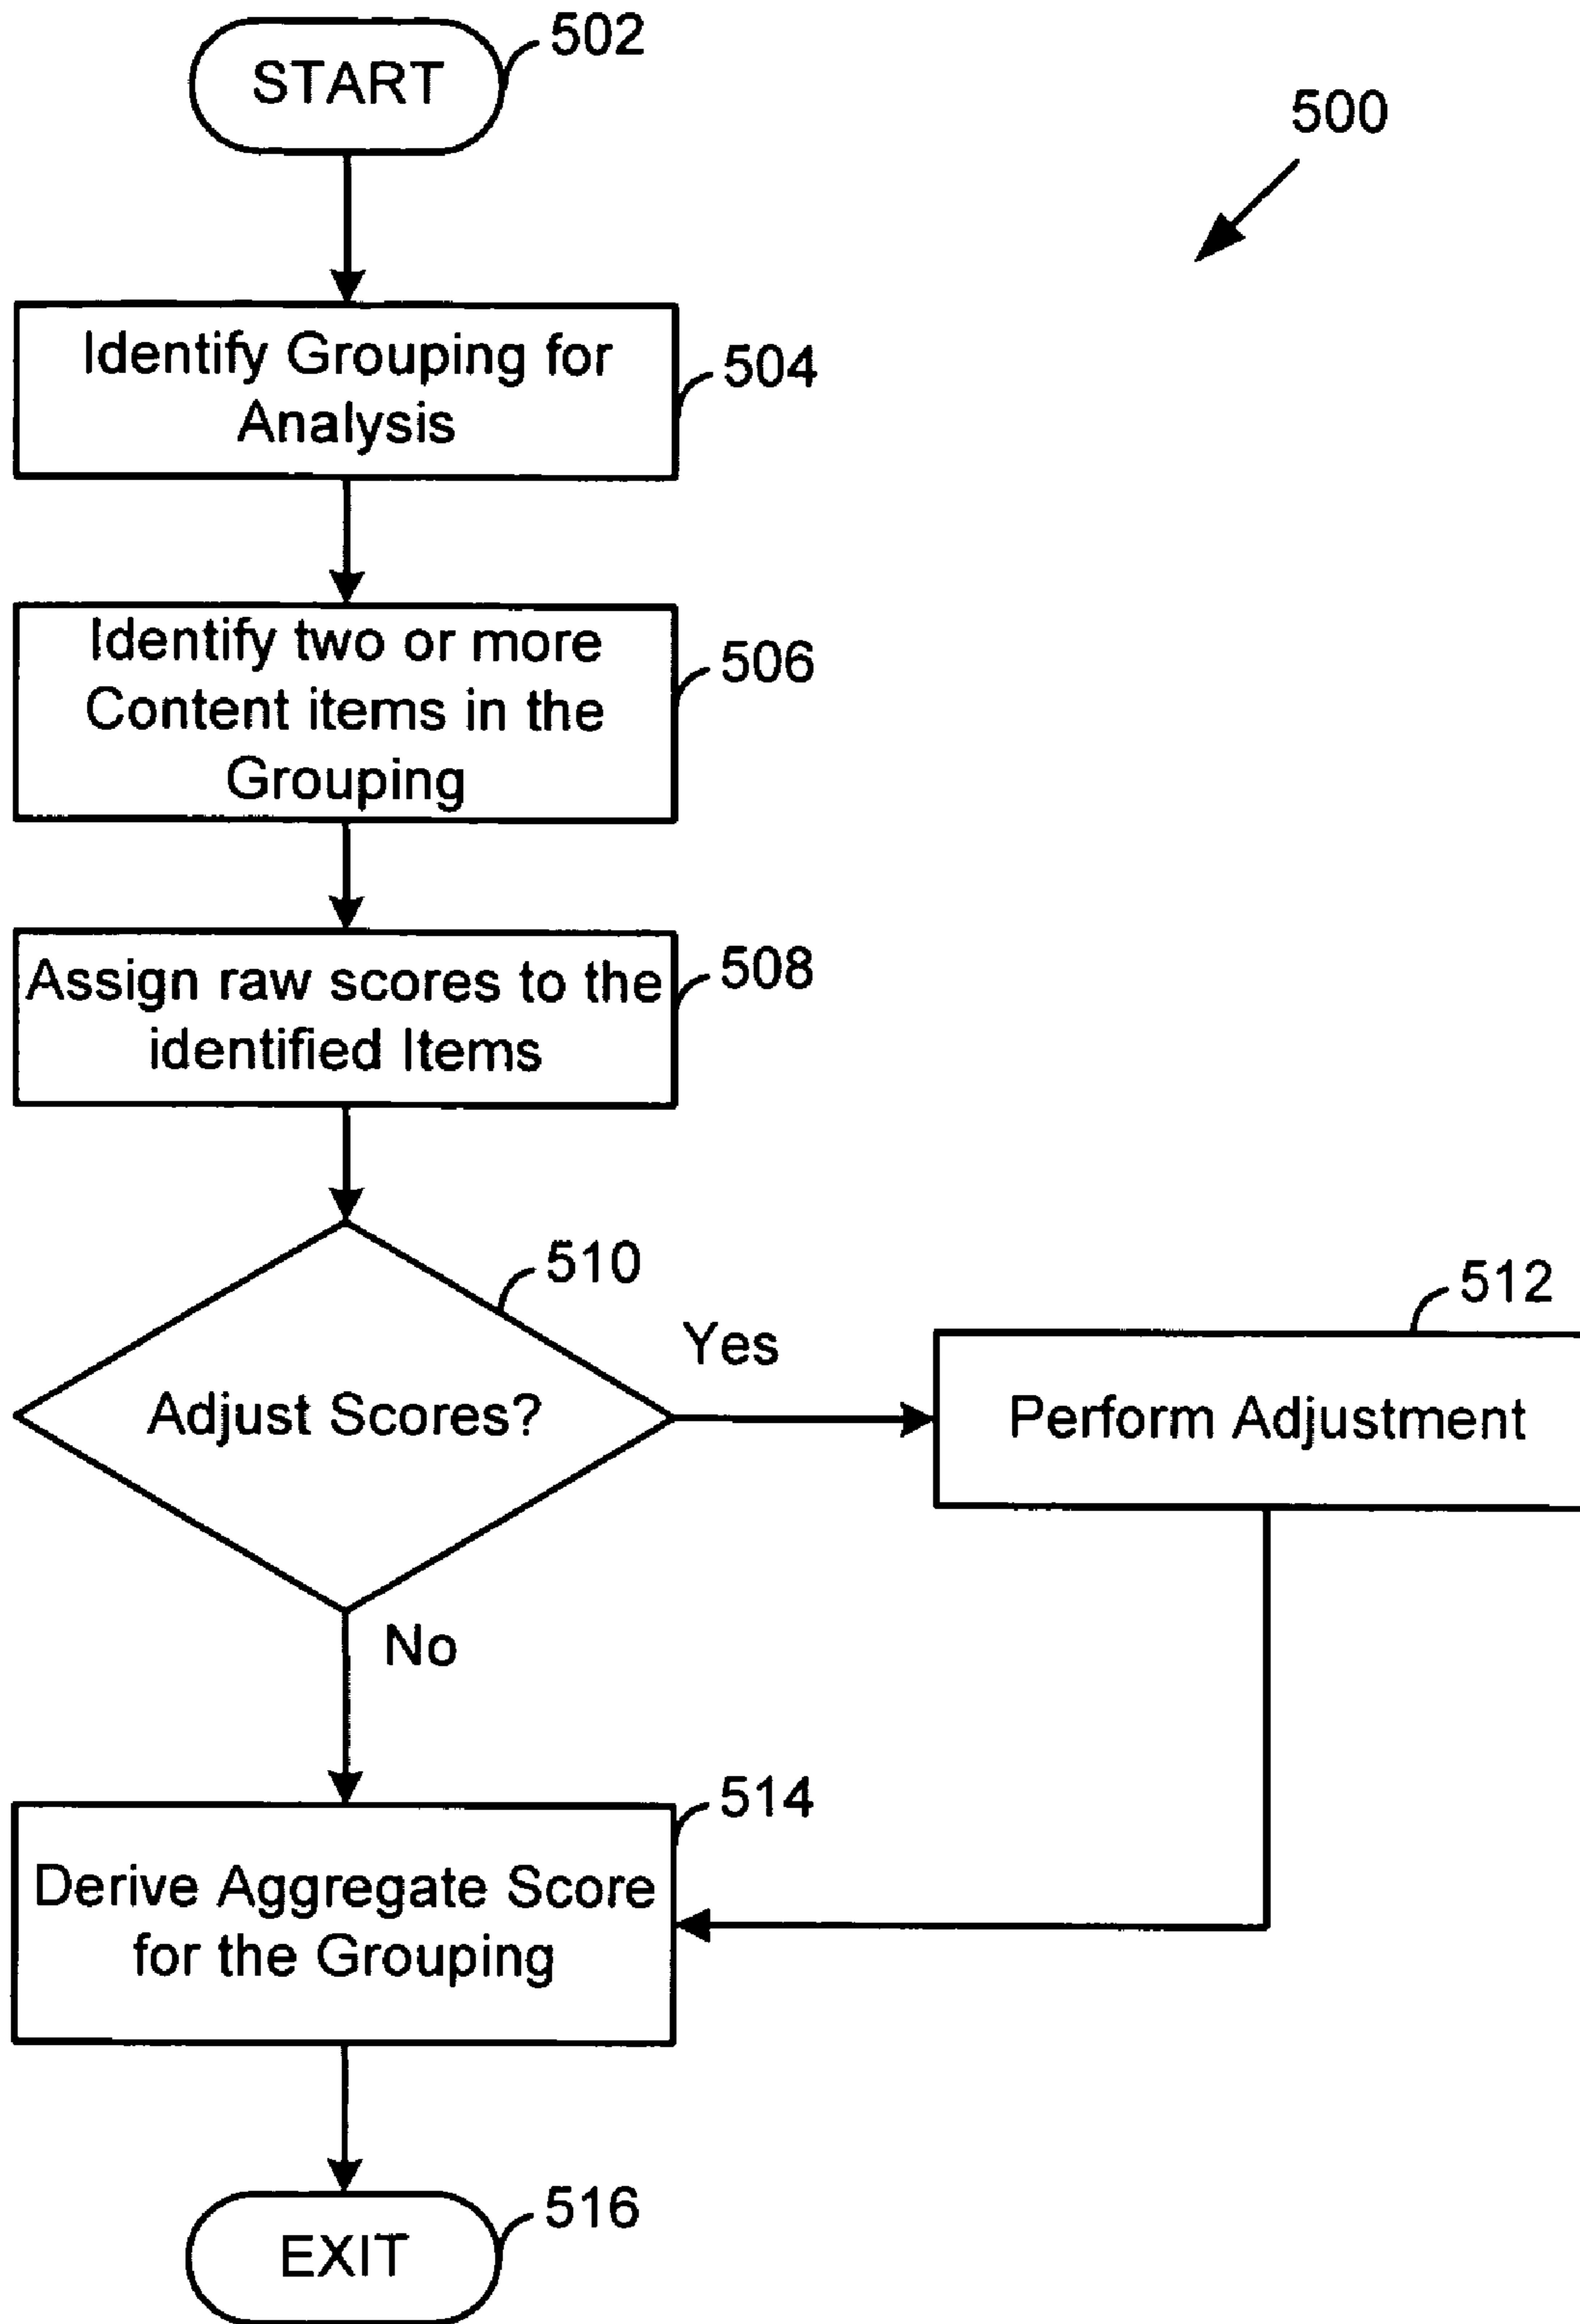 START
502
500
Identify Grouping for
Analysis
504
Identify two or more
Content items in the
Grouping
506
Assign raw scores to the
identified Items
508
510
Adjust Scores?
Yes
512
Perform Adjustment
No
514
Derive Aggregate Score
for the Grouping
516
EXIT